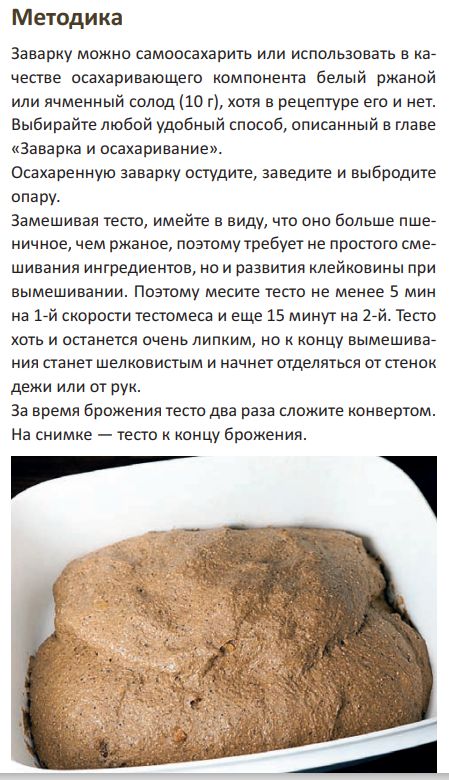 Методика
Заварку можно самоосахарить или использовать в ка-
честве осахаривающего компонента белый ржаной
или ячменный солод (10 г), хотя в рецептуре его и нет.
Выбирайте любой удобный способ, описанный в главе
«Заварка и осахаривание».
Осахаренную заварку остудите, заведите и выбродите
опару.
Замешивая тесто, имейте в виду, что оно больше пше-
ничное, чем ржаное, поэтому требует не простого сме-
шивания ингредиентов, но и развития клейковины при
вымешивании. Поэтому месите тесто не менее 5 мин
на 1-й скорости тестомеса и еще 15 минут на 2-й. Тесто
хоть и останется очень липким, но к концу вымешива-
ния станет шелковистым и начнет отделяться от стенок
дежи или от рук.
За время брожения тесто два раза сложите конвертом.
На снимке — тесто к концу брожения.